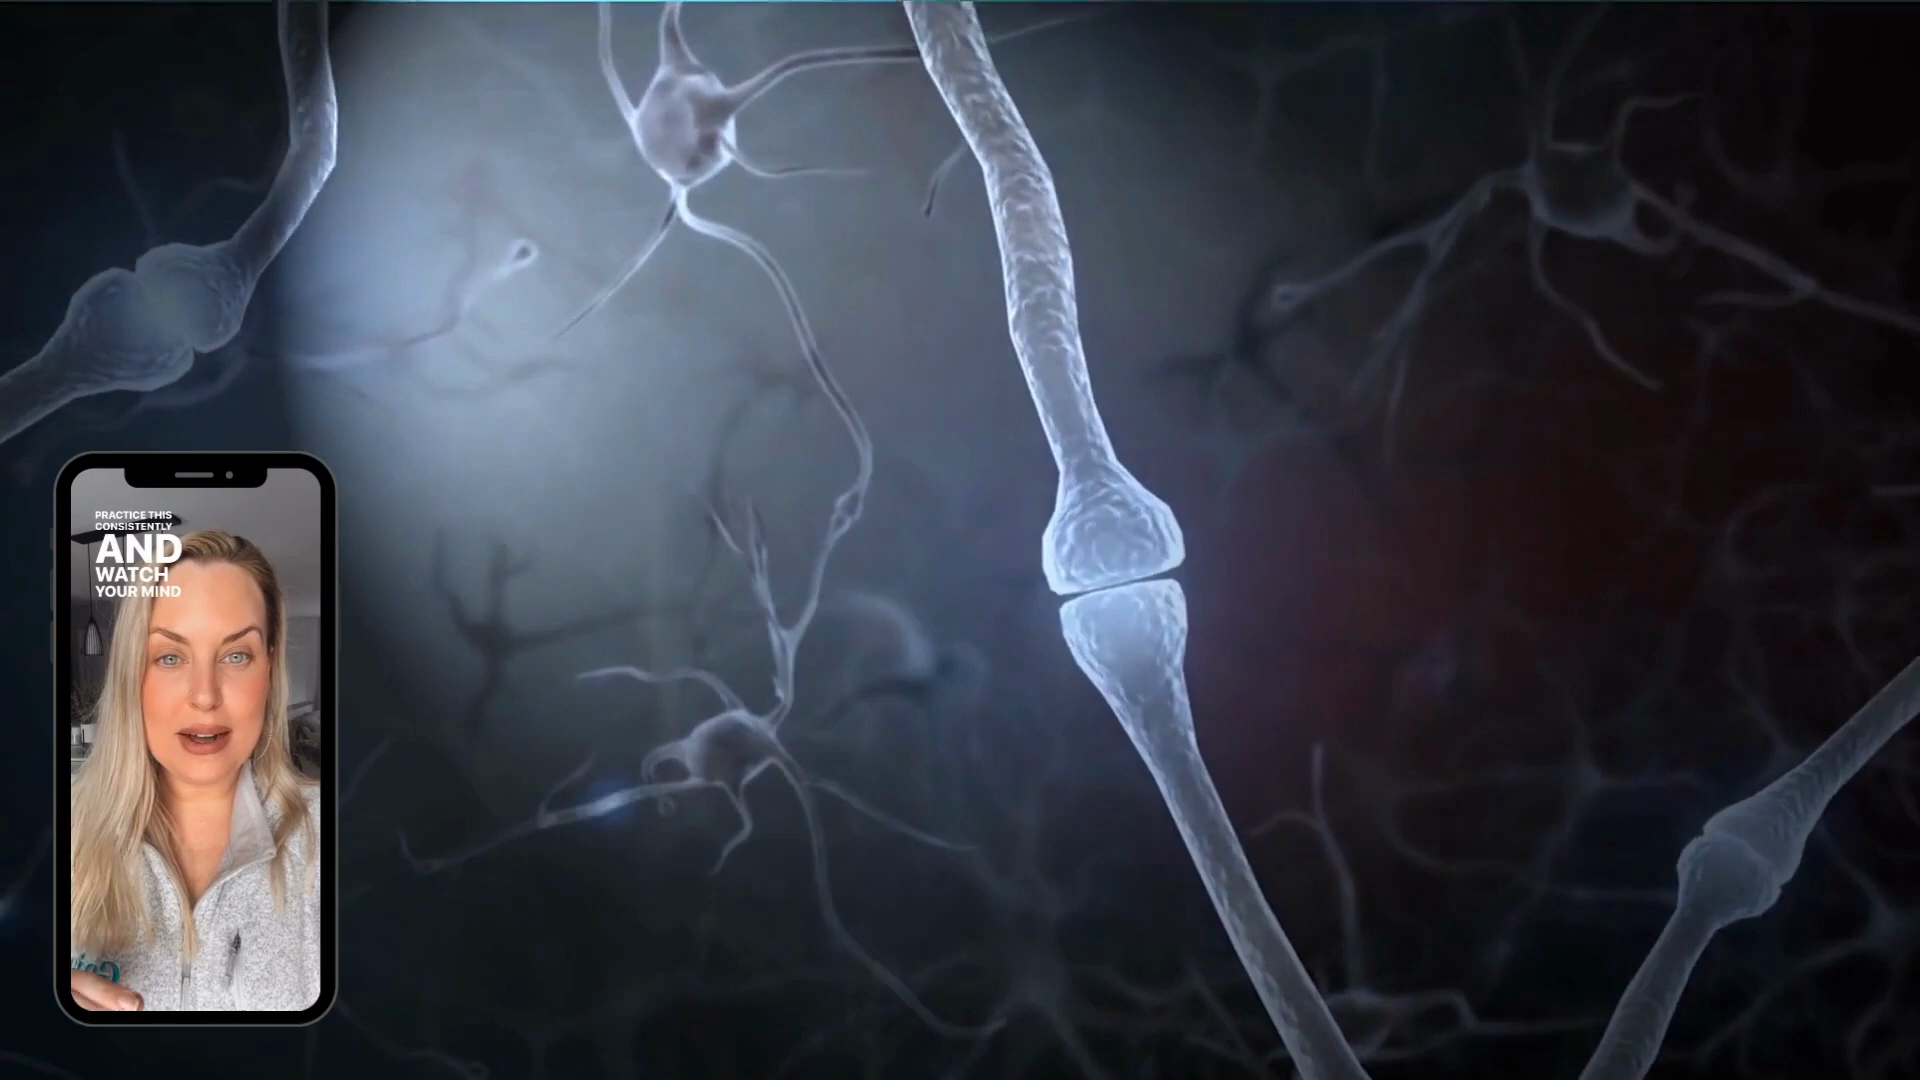 PRACTICE THIS
CONSISTENTLY
AND
WATCH
YOUR MIND